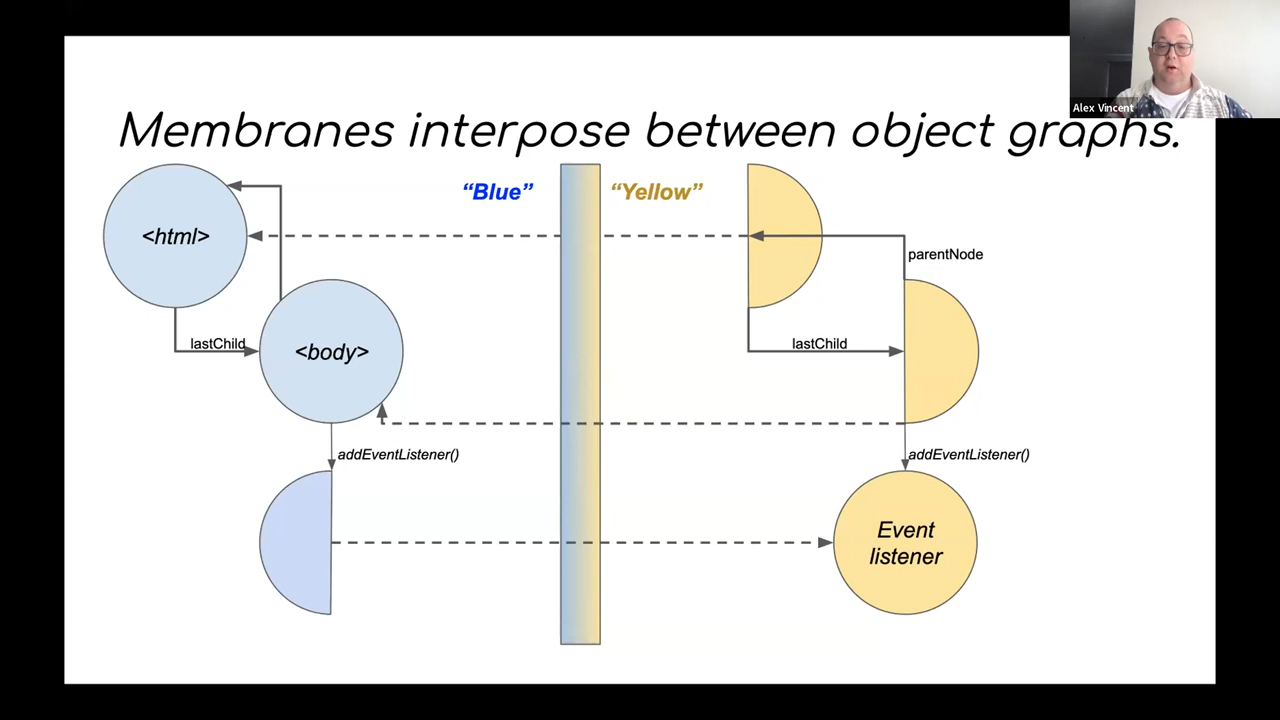 Alex Vincent
Membranes interpose between object graphs.
“Blue”
“Yellow”
<html>
parentNode
lastChild
<body>
lastChild
addEventListener()
addEventListener()
Event
listener